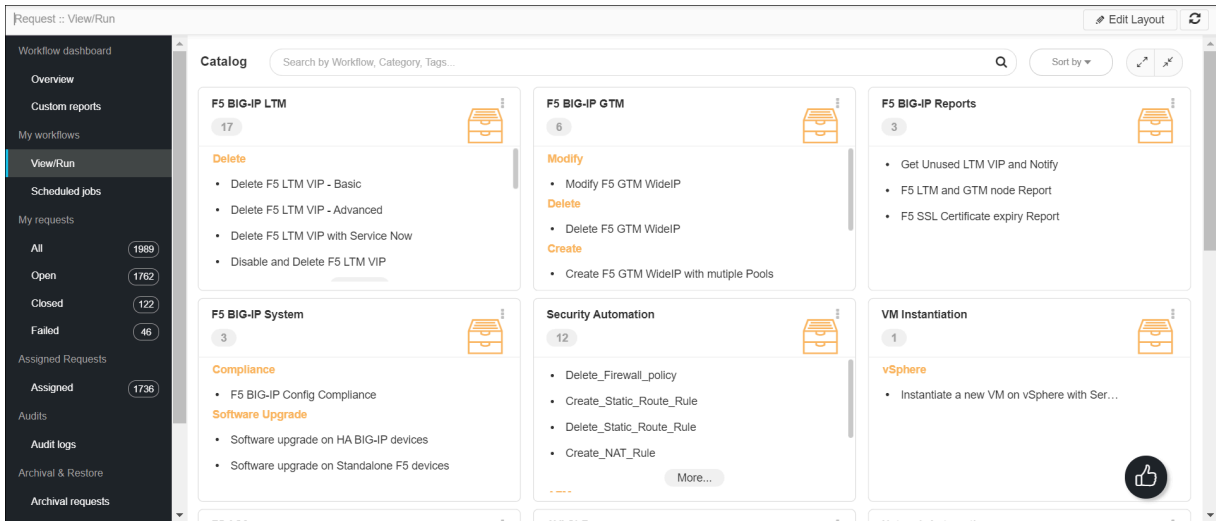 Request :: View/Run
Edit Layout
Workflow dashboard
Overview
Custom reports
My workflows
View/Run
Scheduled jobs
My requests
All 1989
Open 1762
Closed 122
Failed 46
Assigned Requests
Assigned 1736
Audits
Audit logs
Archival & Restore
Archival requests
Catalog
Search by Workflow, Category, Tags...
Sort by
F5 BIG-IP LTM
17
Delete
• Delete F5 LTM VIP - Basic
• Delete F5 LTM VIP - Advanced
• Delete F5 LTM VIP with Service Now
• Disable and Delete F5 LTM VIP
F5 BIG-IP GTM
6
Modify
• Modify F5 GTM WideIP
Delete
• Delete F5 GTM WideIP
Create
• Create F5 GTM WideIP with mutiple Pools
F5 BIG-IP Reports
3
• Get Unused LTM VIP and Notify
• F5 LTM and GTM node Report
• F5 SSL Certificate expiry Report
F5 BIG-IP System
3
Compliance
• F5 BIG-IP Config Compliance
Software Upgrade
• Software upgrade on HA BIG-IP devices
• Software upgrade on Standalone F5 devices
Security Automation
12
• Delete_Firewall_policy
• Create_Static_Route_Rule
• Delete_Static_Route_Rule
• Create_NAT_Rule
More...
VM Instantiation
1
vSphere
• Instantiate a new VM on vSphere with Ser...